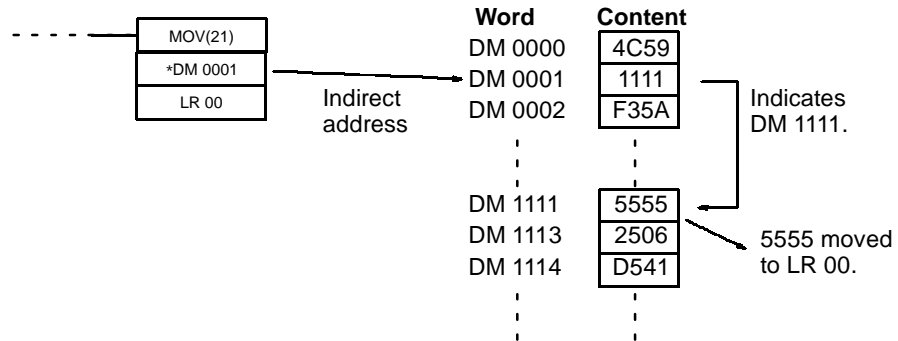 MOV(21)
*DM 0001
LR 00
Indirect
address
Word Content
DM 0000 4C59
DM 0001 1111
DM 0002 F35A
Indicates
DM 1111.
DM 1111 5555
DM 1113 2506
DM 1114 D541
5555 moved
to LR 00.